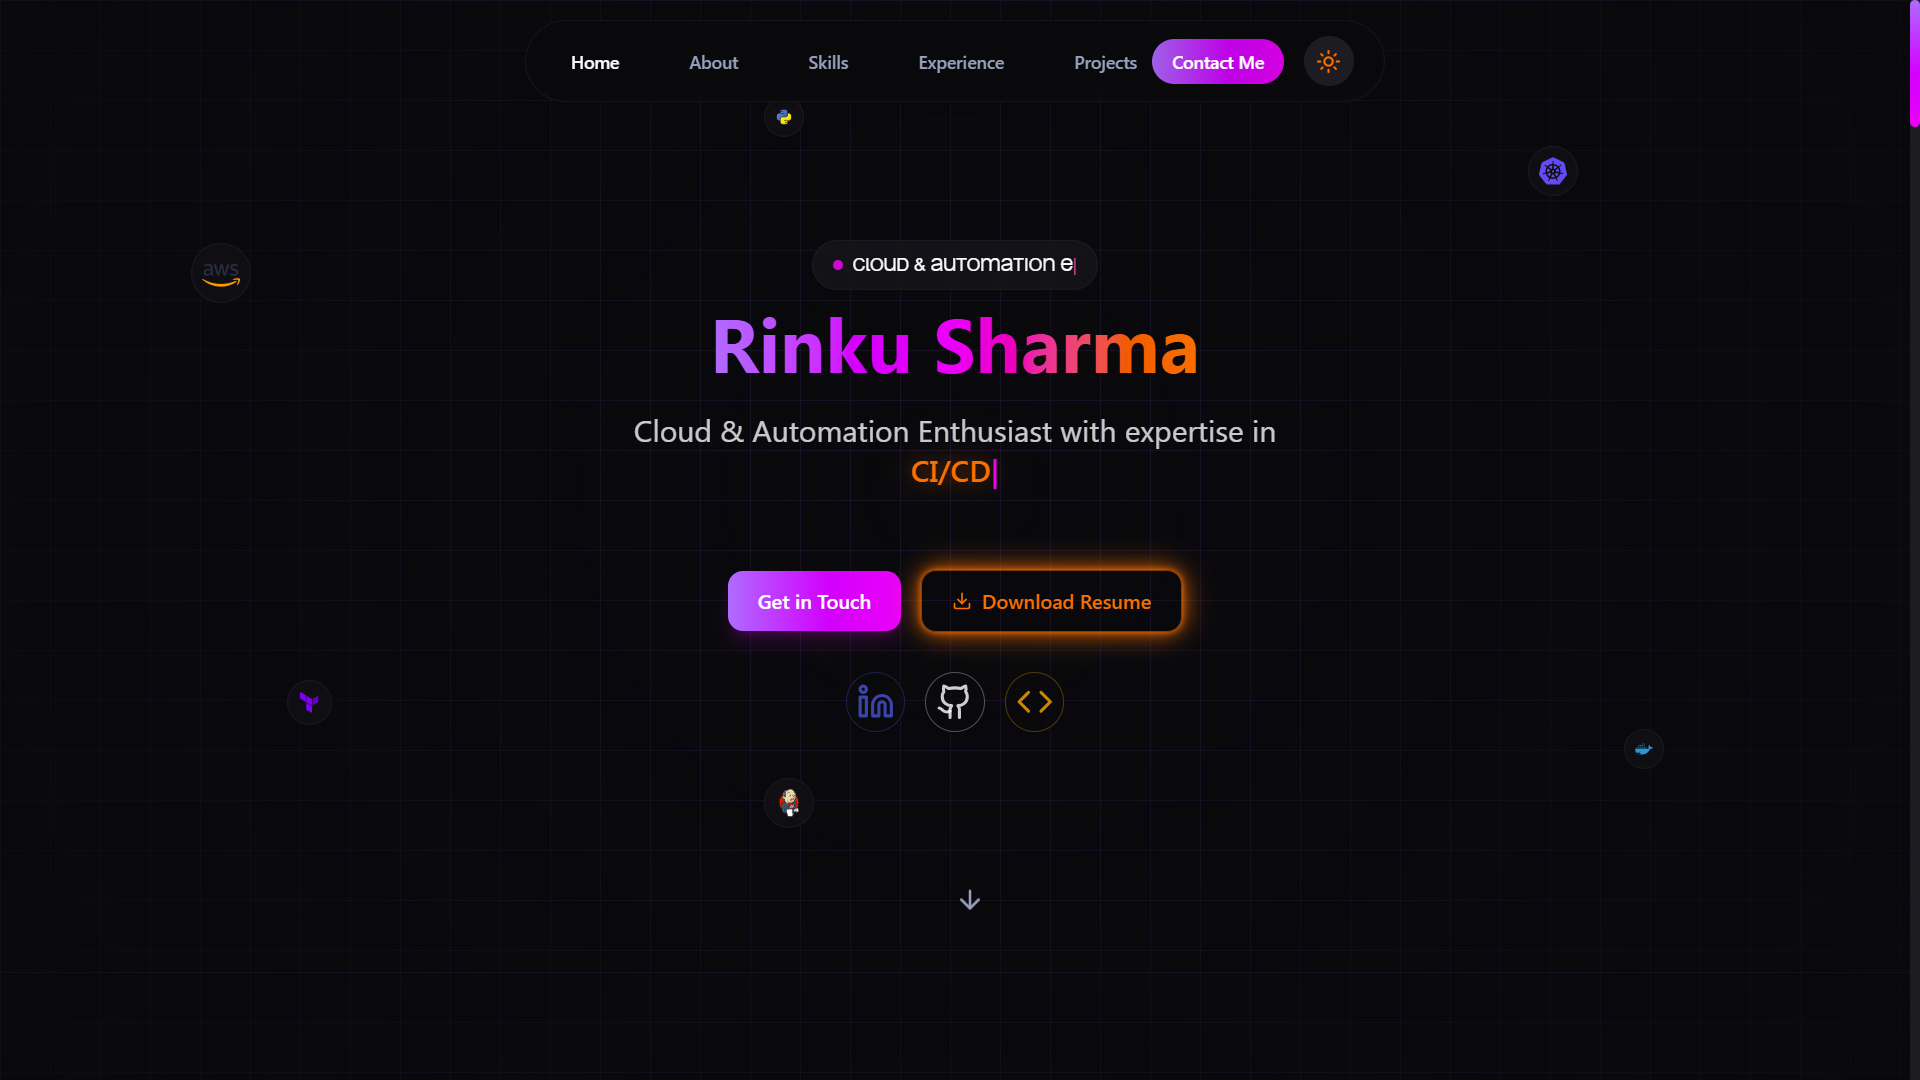 Home About Skills Experience Projects Contact Me
aws
CLOUD & AUTOMATION E
Rinku Sharma
Cloud & Automation Enthusiast with expertise in
CI/CD
Get in Touch Download Resume
in